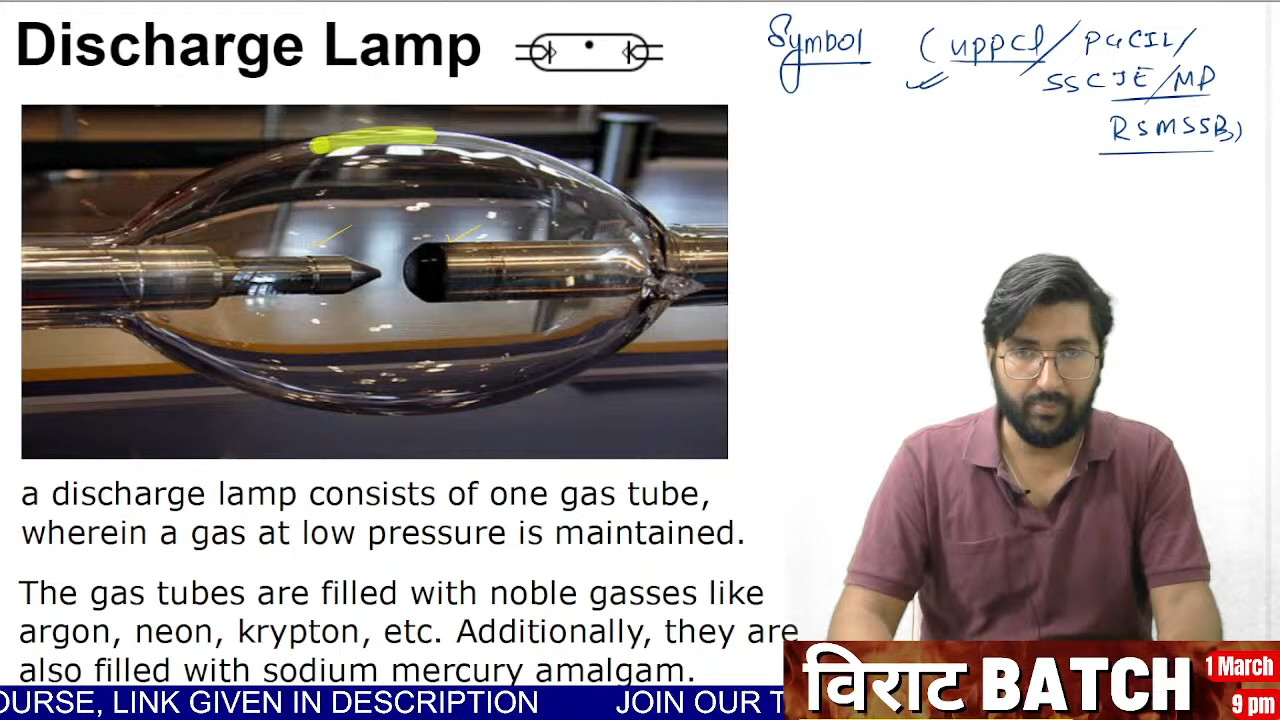 Discharge Lamp
Symbol (UPPCL/ PGCIL/
SSC JE/MP
RSMSSB)
a discharge lamp consists of one gas tube,
wherein a gas at low pressure is maintained.
The gas tubes are filled with noble gasses like
argon, neon, krypton, etc. Additionally, they are
also filled with sodium mercury amalgam.
विराट BATCH
1 March
9 pm
OURSE, LINK GIVEN IN DESCRIPTION JOIN OUR T